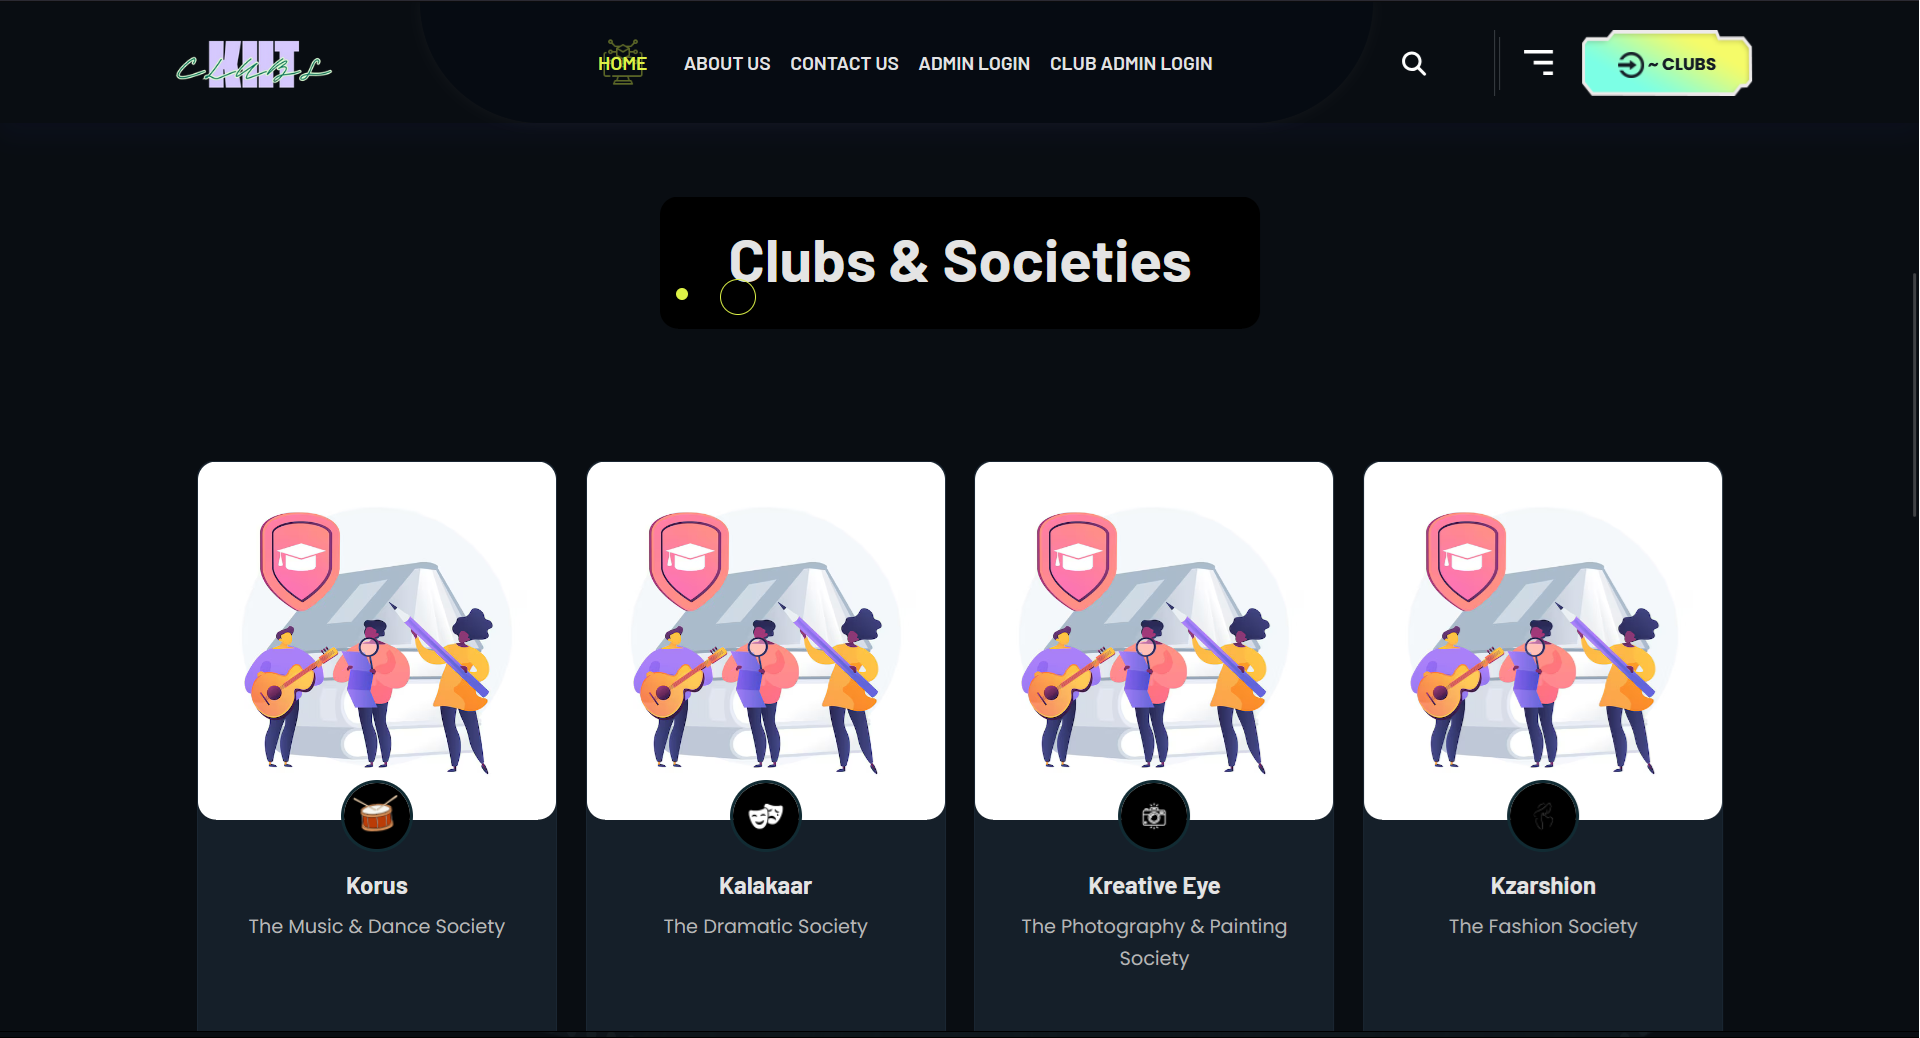 KIIT
CLUBS
HOME
ABOUT US
CONTACT US
ADMIN LOGIN
CLUB ADMIN LOGIN
~ CLUBS
Clubs & Societies
Korus
The Music & Dance Society
Kalakaar
The Dramatic Society
Kreative Eye
The Photography & Painting
Society
Kzarshion
The Fashion Society